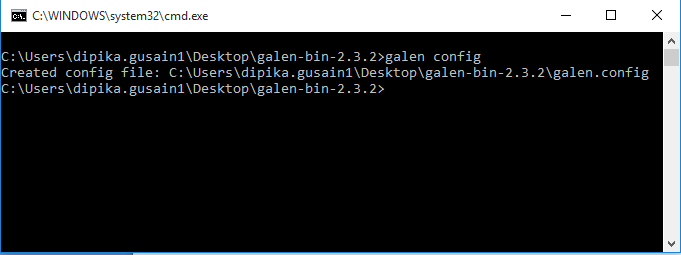 C:\WINDOWS\system32\cmd.exe
C:\Users\dipika.gusain1\Desktop\galen-bin-2.3.2>galen config
Created config file: C:\Users\dipika.gusain1\Desktop\galen-bin-2.3.2\galen.config
C:\Users\dipika.gusain1\Desktop\galen-bin-2.3.2>